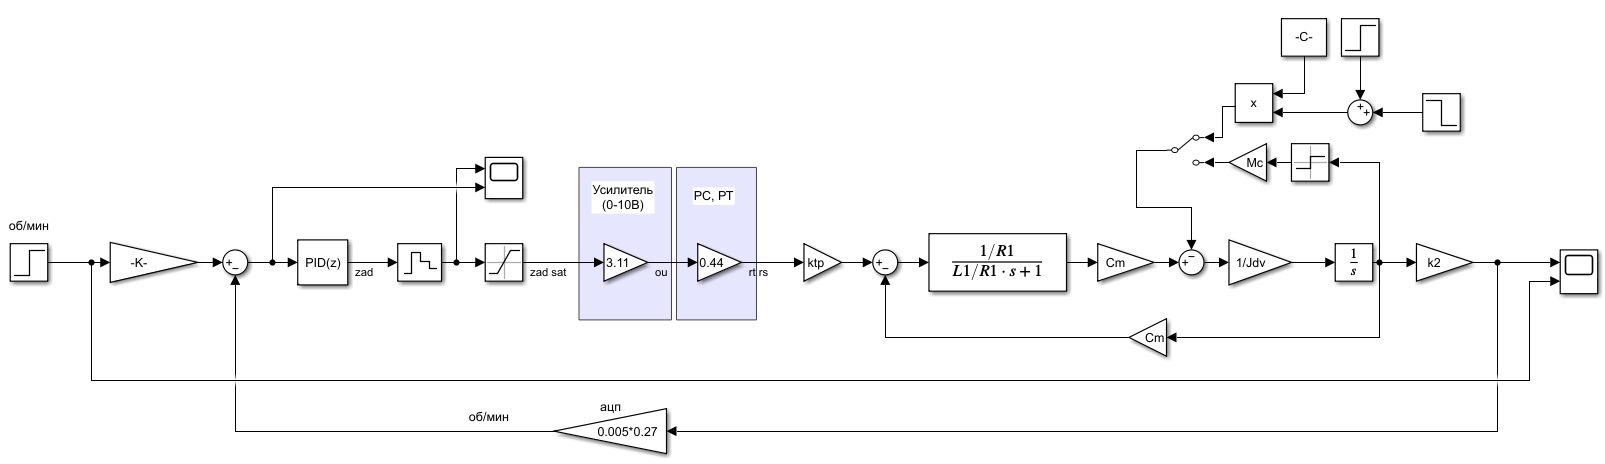 -C-
x
Mc
Усилитель
(0-10В)
РС, РТ
об/мин
-K-
+
−
PID(z)
zad
zad sat
3.11
ou
0.44
rt rs
ktp
+
−
1/R1
L1/R1 · s + 1
Cm
+
−
1/Jdv
1
s
k2
+
+
Cm
ацп
об/мин
0.005*0.27